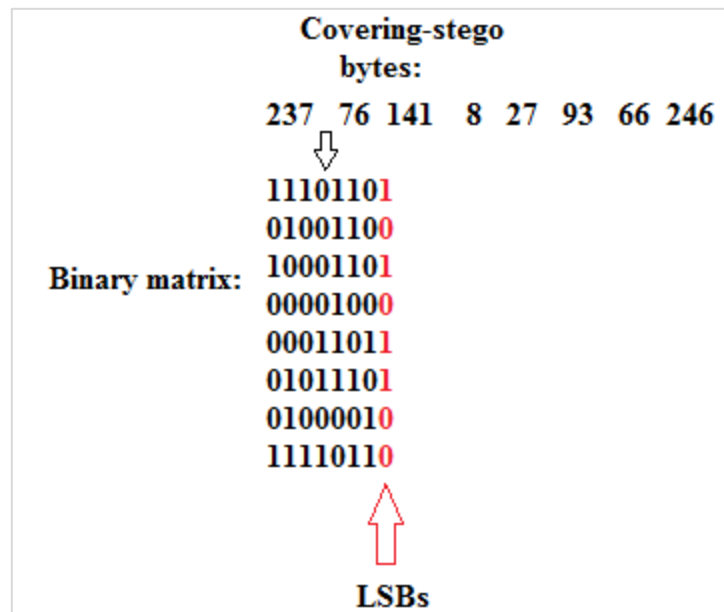 Covering-stego
bytes:
237 76 141 8 27 93 66 246
11101101
01001100
10001101
Binary matrix:
00001000
00011011
01011101
01000010
11110110
LSBs